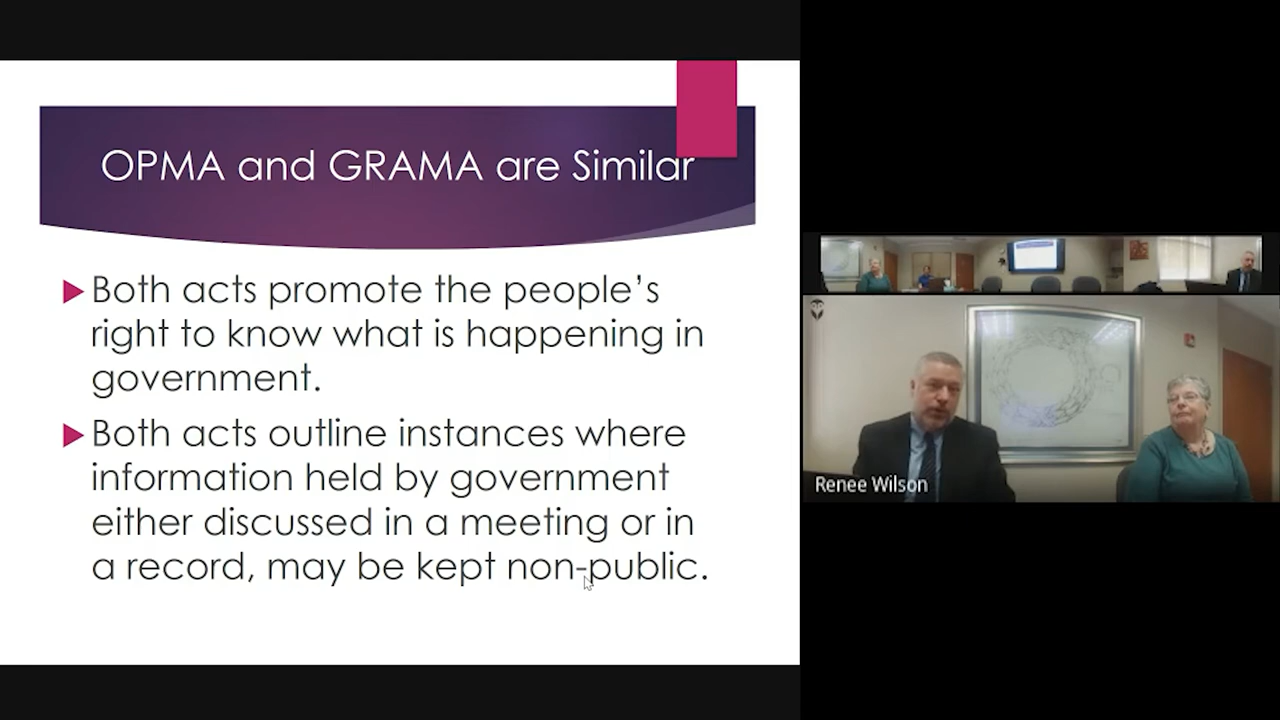 OPMA and GRAMA are Similar
Both acts promote the people's
right to know what is happening in
government.
Both acts outline instances where
information held by government
either discussed in a meeting or in
a record, may be kept non-public.
Renee Wilson